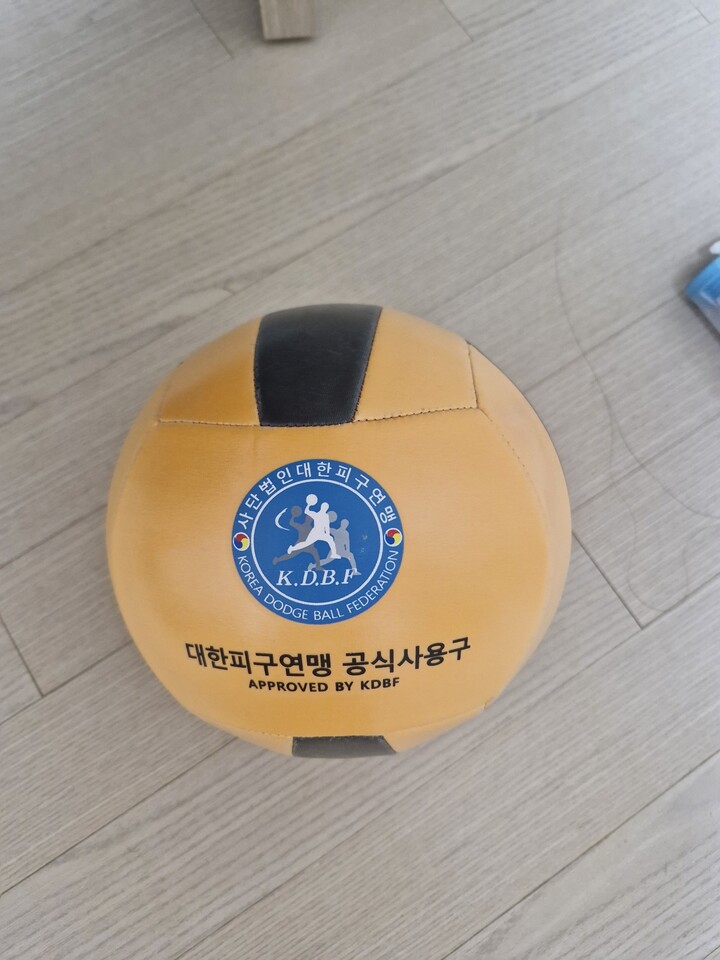 사단법인대한피구연맹
K.D.B.F
KOREA DODGE BALL FEDERATION
대한피구연맹 공식사용구
APPROVED BY KDBF